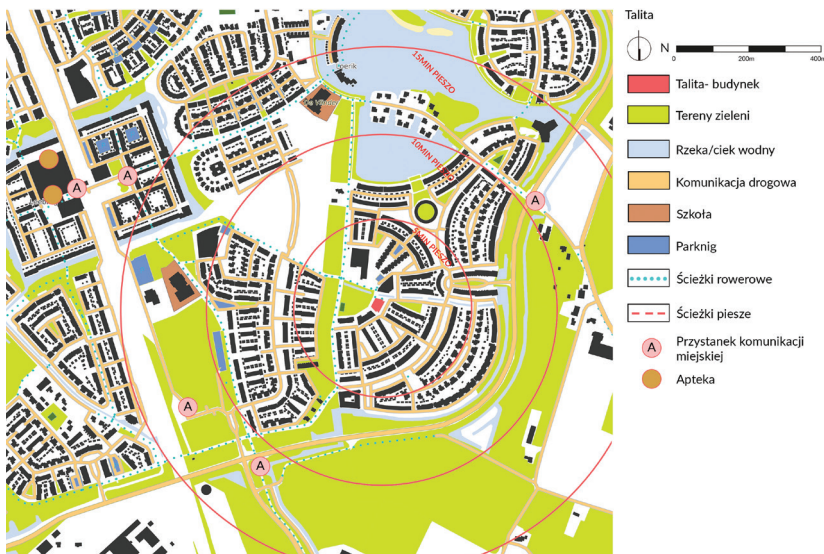 Talita
N
0
200m
400m
Talita- budynek
Tereny zieleni
Rzeka/ciek wodny
Komunikacja drogowa
Szkoła
Parknig
Ścieżki rowerowe
Ścieżki piesze
A
Przystanek komunikacji
miejskiej
Apteka
15MIN PIESZO
10MIN PIESZO
5MIN PIESZO
A
A
A
A
A